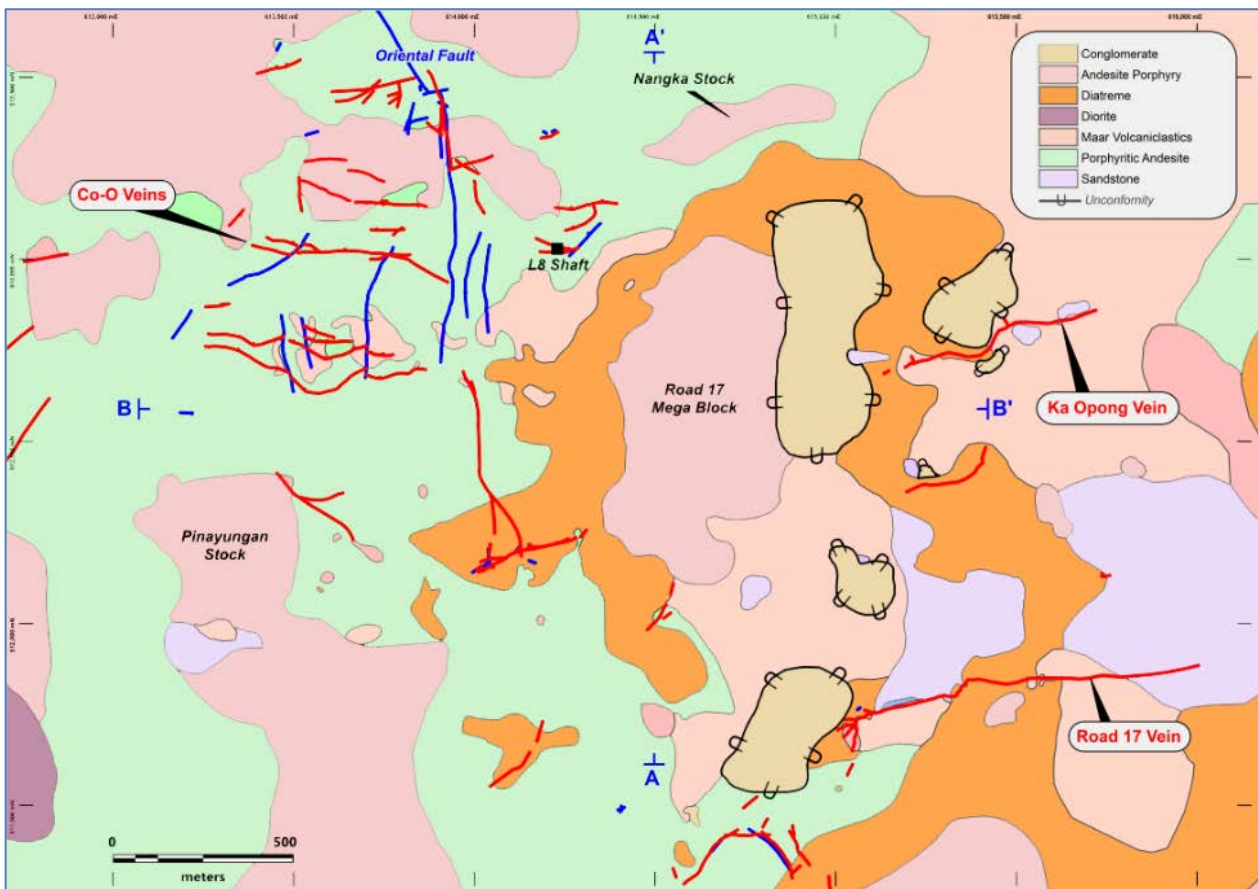 Oriental Fault
A'
Nangka Stock
Conglomerate
Andesite Porphyry
Diatreme
Diorite
Maar Volcaniclastics
Porphyritic Andesite
Sandstone
Unconformity
Co-O Veins
L8 Shaft
Road 17
Mega Block
B
B'
Ka Opong Vein
Pinayungan
Stock
A
Road 17 Vein
0
500
meters